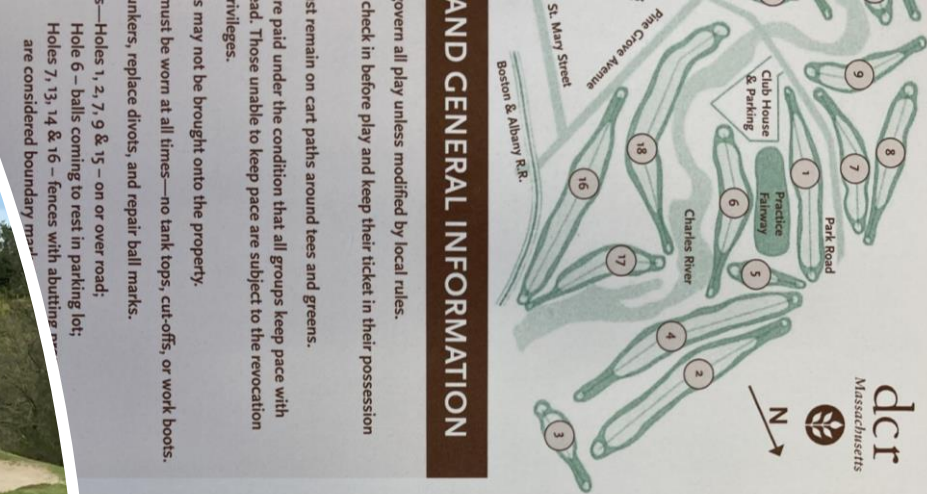 dcr
Massachusetts
N
9
8
7
1
Park Road
Club House
& Parking
Practice
Fairway
6
5
Charles River
18
16
17
4
2
3
Pine Grove Avenue
St. Mary Street
Boston & Albany R.R.
AND GENERAL INFORMATION
govern all play unless modified by local rules.
check in before play and keep their ticket in their possession
st remain on cart paths around tees and greens.
re paid under the condition that all groups keep pace with
ad. Those unable to keep pace are subject to the revocation
rivileges.
s may not be brought onto the property.
must be worn at all times—no tank tops, cut-offs, or work boots.
nkers, replace divots, and repair ball marks.
s—Holes 1, 2, 7, 9 & 15 – on or over road;
Hole 6 – balls coming to rest in parking lot;
Holes 7, 13, 14 & 16 – fences with abutting
are considered boundary